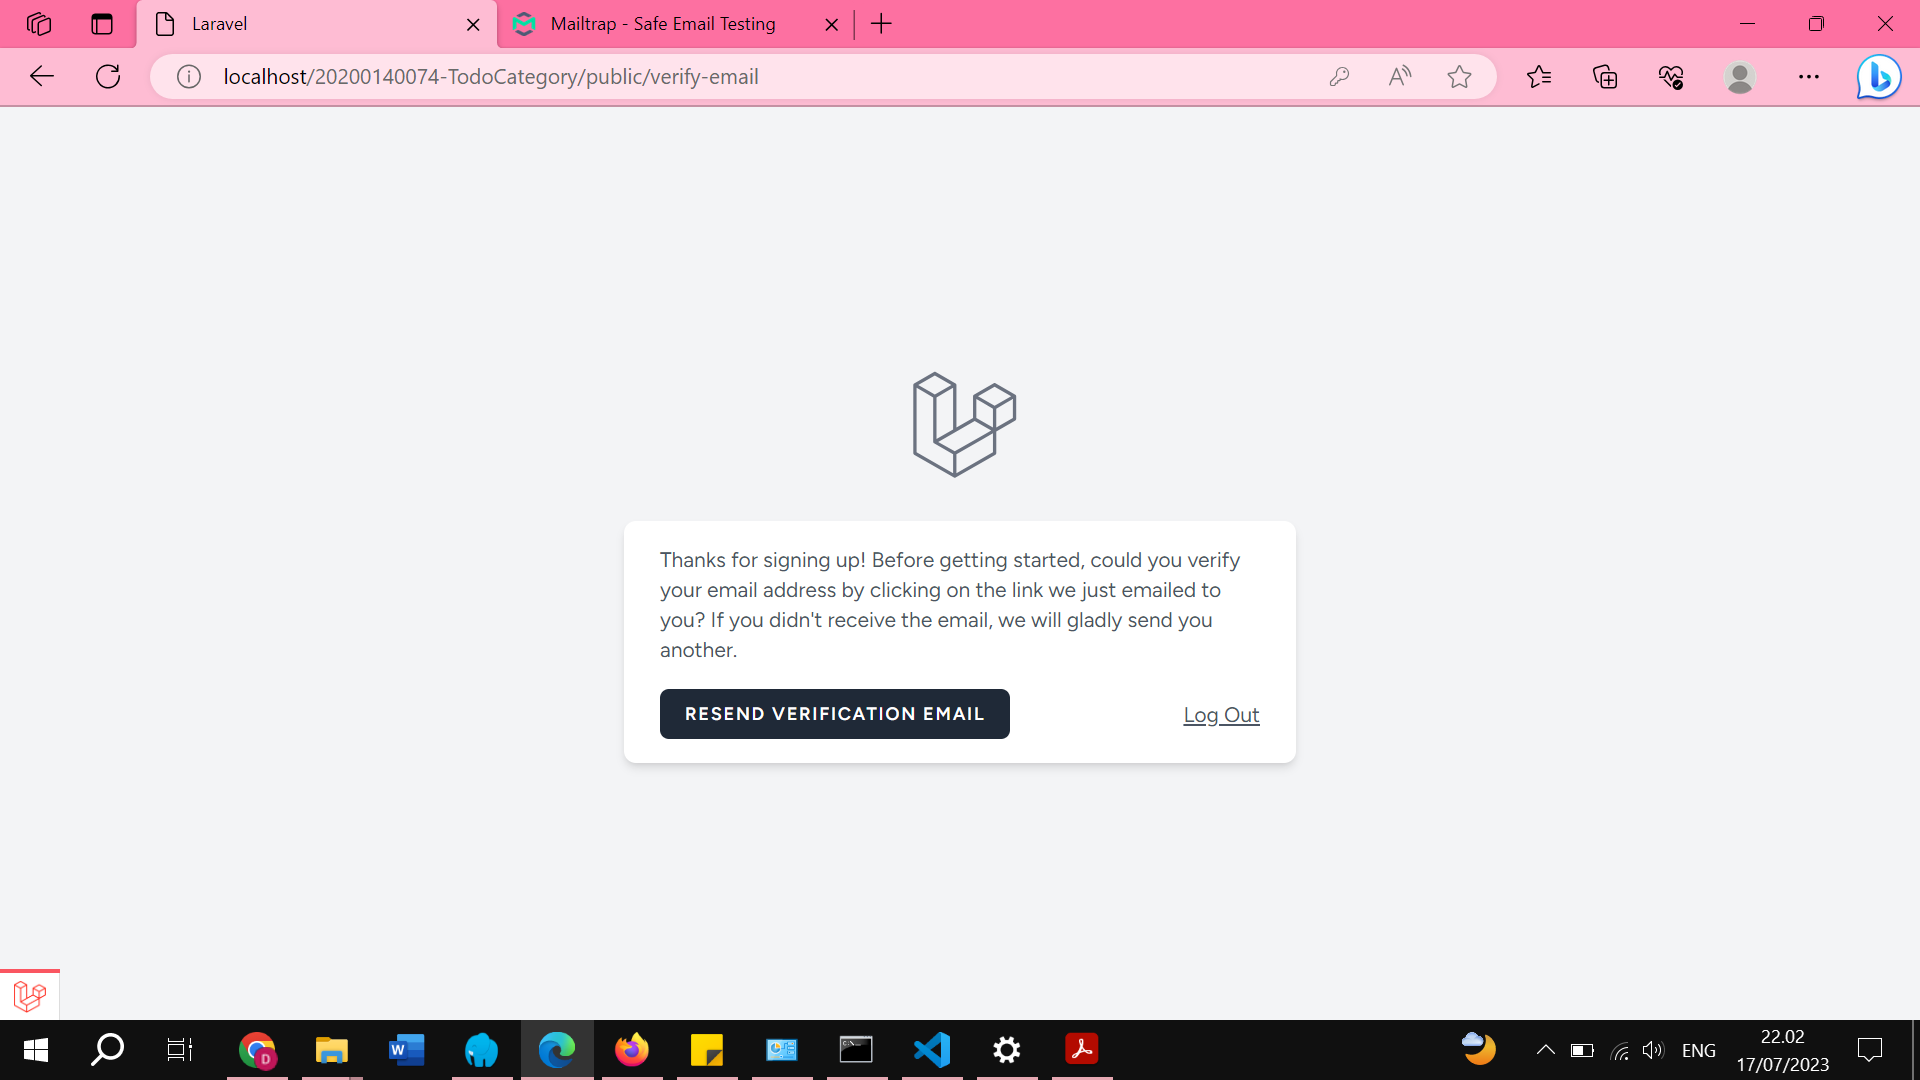 Laravel
Mailtrap - Safe Email Testing
localhost/20200140074-TodoCategory/public/verify-email
Thanks for signing up! Before getting started, could you verify
your email address by clicking on the link we just emailed to
you? If you didn't receive the email, we will gladly send you
another.
RESEND VERIFICATION EMAIL
Log Out
ENG
22.02
17/07/2023